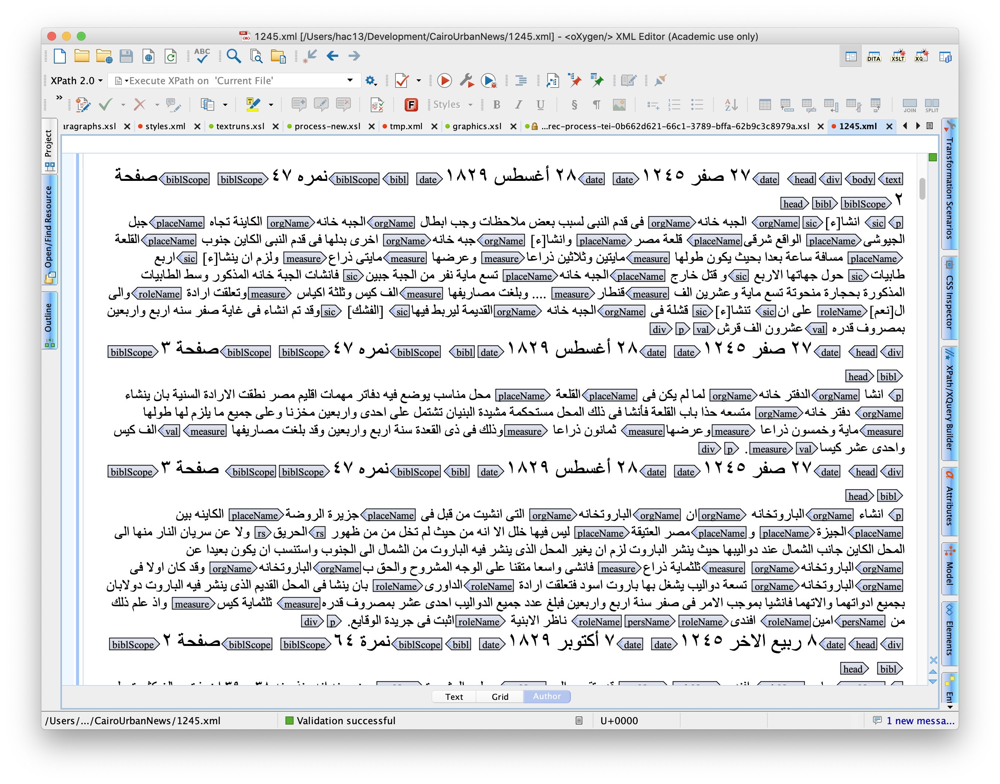 1245.xml [/Users/hac13/Development/CairoUrbanNews/1245.xml] - <oXygen/> XML Editor (Academic use only)
ABC
DITA XSLT XQ
XPath 2.0 Execute XPath on 'Current File'
T F Styles B I U § ¶ A Z JOIN SPLIT
aragraphs.xsl styles.xml textruns.xsl process-new.xsl tmp.xml graphics.xsl ...rec-process-tei-0b662d621-66c1-3789-bffa-62b9c3c8979a.xsl 1245.xml
Project
Open/Find Resource
Outline
text body div head date ٢٧ صفر ١٢٤٥ date date ٢٨ أغسطس ١٨٢٩ date bibl biblScope نمره ٤٧ biblScope biblScope صفحة
٢ biblScope bibl head
p sic انشا[ء] sic orgName الجبه خانه orgName فى قدم النبى لسبب بعض ملاحظات وجب ابطال orgName الجبه خانه orgName الكاينة تجاه placeName جبل
الجيوشى placeName الواقع شرقى placeName قلعة مصر placeName وانشا[ء] orgName جبه خانه orgName اخرى بدلها فى قدم النبى الكاين جنوب placeName القلعة
placeName مسافة ساعة بعدا بحيث يكون طولها measure مايتين وثلاثين ذراعا measure وعرضها measure مايتى ذراع measure ولزم ان ينشا[ء] sic اربع
طابيات sic حول جهاتها الاربع sic و قتل خارج placeName الجبه خانه placeName تسع ماية نفر من الجبة جبين sic فانشات الجبة خانه المذكور وسط الطابيات
المذكورة بحجارة منحوتة تسع ماية وعشرين الف measure قنطار measure .... وبلغت مصاريفها measure الف كيس وثلثة اكياس measure وتعلقت ارادة roleName والى
ال[نعم] roleName على ان sic تنشا[ء] sic قشلة فى orgName الجبه خانه orgName القديمة ليربط فيها sic [الفشك] sic وقد تم انشاء فى غاية صفر سنه اربع واربعين
بمصروف قدره val عشرون الف قرش val p div
div head date ٢٧ صفر ١٢٤٥ date date ٢٨ أغسطس ١٨٢٩ date bibl biblScope نمره ٤٧ biblScope biblScope صفحة ٣ biblScope
bibl head
p انشا orgName الدفتر خانه orgName لما لم يكن فى placeName القلعة placeName محل مناسب يوضع فيه دفاتر مهمات اقليم مصر نطقت الارادة السنية بان ينشاء
orgName دفتر خانه orgName متسعه حذا باب القلعة فأنشا فى ذلك المحل مستحكمة مشيدة البنيان تشتمل على احدى واربعين مخزنا وعلى جميع ما يلزم لها طولها
measure ماية وخمسون ذراعا measure وعرضها measure ثمانون ذراعا measure وذلك فى ذى القعدة سنة اربع واربعين وقد بلغت مصاريفها measure val الف كيس
واحدى عشر كيسا val measure . p div
div head date ٢٧ صفر ١٢٤٥ date date ٢٨ أغسطس ١٨٢٩ date bibl biblScope نمره ٤٧ biblScope biblScope صفحة ٣ biblScope
bibl head
p انشاء orgName الباروتخانه orgName ان orgName الباروتخانه orgName التى انشيت من قبل فى placeName جزيرة الروضة placeName الكاينه بين
placeName الجيزة placeName و placeName مصر العتيقة placeName ليس فيها خلل الا انه من حيث لم تخل من من ظهور rs الحريق rs ولا عن سريان النار منها الى
المحل الكاين جانب الشمال عند دواليبها حيث ينشر الباروت لزم ان يغير المحل الذى ينشر فيه الباروت من الشمال الى الجنوب واستنسب ان يكون بعيدا عن
orgName الباروتخانه orgName measure ثلثماية ذراع measure فانشى واسعا متقنا على الوجه المشروح والحق ب orgName الباروتخانه orgName وقد كان اولا فى
orgName الباروتخانه orgName تسعة دواليب يشغل بها باروت اسود فتعلقت ارادة roleName الداورى roleName بان ينشا فى المحل القديم الذى ينشر فيه الباروت دولابان
بجميع ادواتهما والاتهما فانشيا بموجب الامر فى صفر سنة اربع واربعين فبلغ عدد جميع الدواليب احدى عشر بمصروف قدره measure ثلثماية كيس measure واذ علم ذلك
من persName امين roleName افندى roleName persName roleName ناظر الابنية roleName اثبت فى جريدة الوقايع. p div
div head date ٨ ربيع الاخر ١٢٤٥ date date ٧ أكتوبر ١٨٢٩ date bibl biblScope نمرة ٦٤ biblScope biblScope صفحة ٢ biblScope
bibl head
Transformation Scenarios
CSS Inspector
XPath/XQuery Builder
Attributes
Model
Elements
Ent
Text Grid Author
/Users/.../CairoUrbanNews/1245.xml Validation successful U+0000 1 new messa...